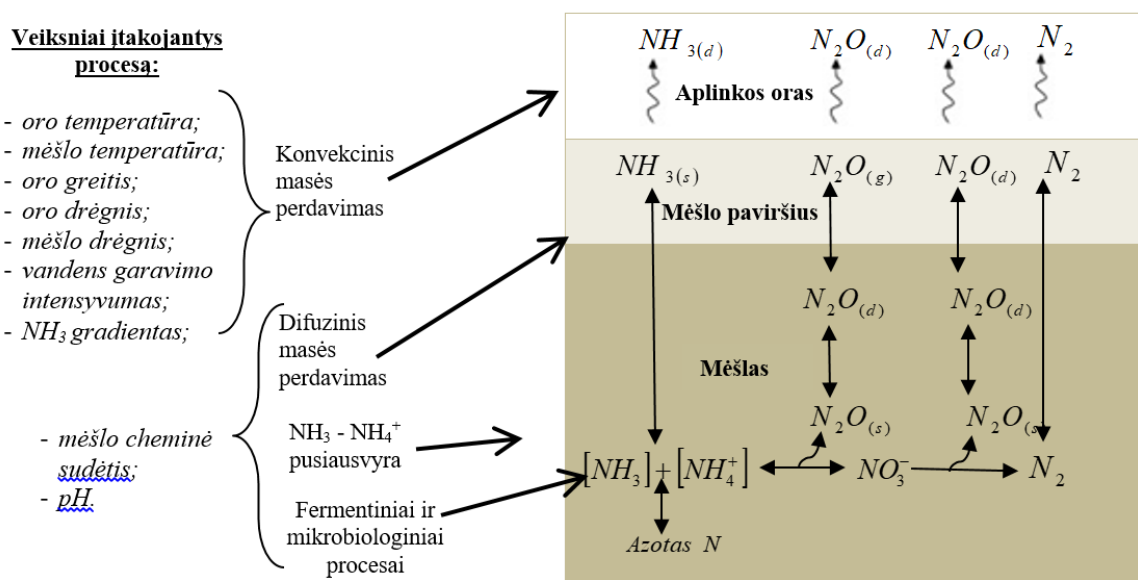 Veiksniai įtakojantys
procesą:
- oro temperatūra;
- mėšlo temperatūra;
- oro greitis;
- oro drėgnis;
- mėšlo drėgnis;
- vandens garavimo
intensyvumas;
- NH₃ gradientas;
- mėšlo cheminė
sudėtis;
- pH.
Konvekcinis
masės
perdavimas
Difuzinis
masės
perdavimas
NH₃ - NH₄⁺
pusiausvyra
Fermentiniai ir
mikrobiologiniai
procesai
NH₃(d) N₂O(d) N₂O(d) N₂
Aplinkos oras
NH₃(s) N₂O(g) N₂O(d) N₂
Mėšlo paviršius
N₂O(d) N₂O(d)
Mėšlas
N₂O(s) N₂O(s
[NH₃]+[NH₄⁺] NO₃⁻ N₂
Azotas N